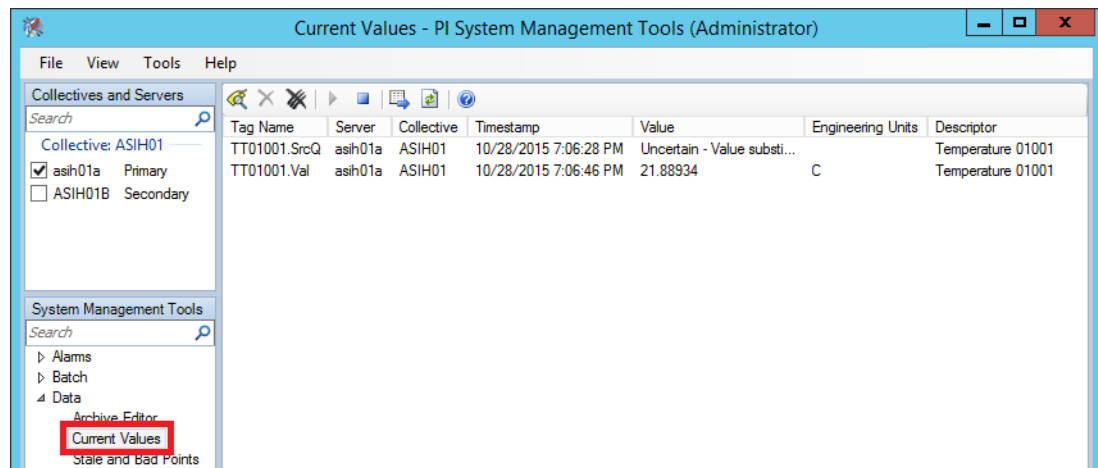 Current Values - PI System Management Tools (Administrator)
File View Tools Help
Collectives and Servers
Search
Collective: ASIH01
asih01a Primary
ASIH01B Secondary
Tag Name Server Collective Timestamp Value Engineering Units Descriptor
TT01001.SrcQ asih01a ASIH01 10/28/2015 7:06:28 PM Uncertain - Value substi... Temperature 01001
TT01001.Val asih01a ASIH01 10/28/2015 7:06:46 PM 21.88934 C Temperature 01001
System Management Tools
Search
Alarms
Batch
Data
Archive Editor
Current Values
Stale and Bad Points